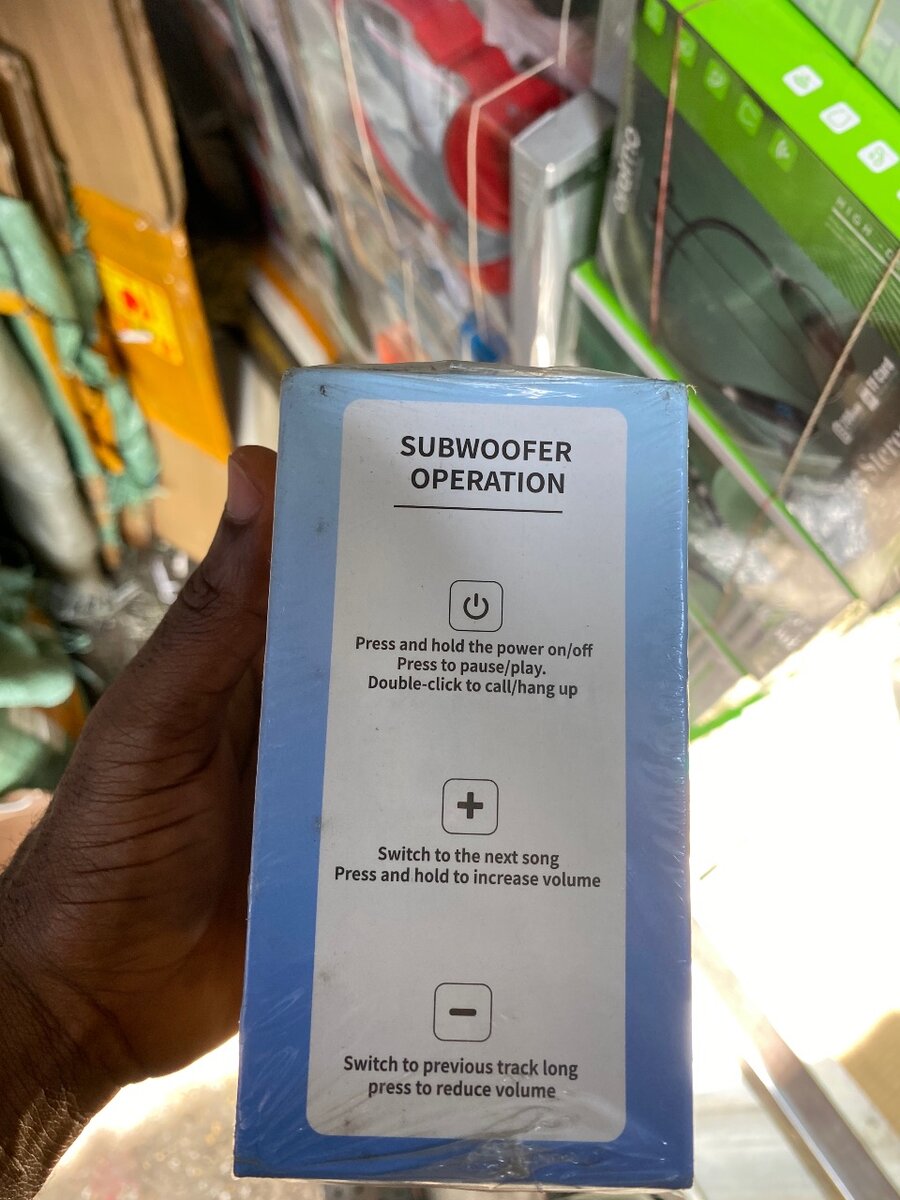 SUBWOOFER
OPERATION
Press and hold the power on/off
Press to pause/play.
Double-click to call/hang up
+
Switch to the next song
Press and hold to increase volume
-
Switch to previous track long
press to reduce volume
oraimo
HIGH